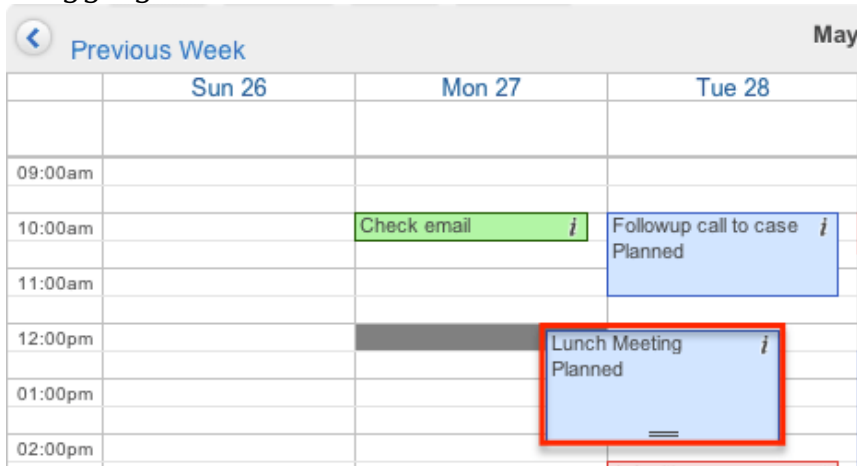 Previous Week
May
Sun 26
Mon 27
Tue 28
09:00am
10:00am
Check email i
Followup call to case i
Planned
11:00am
12:00pm
Lunch Meeting i
Planned
01:00pm
02:00pm